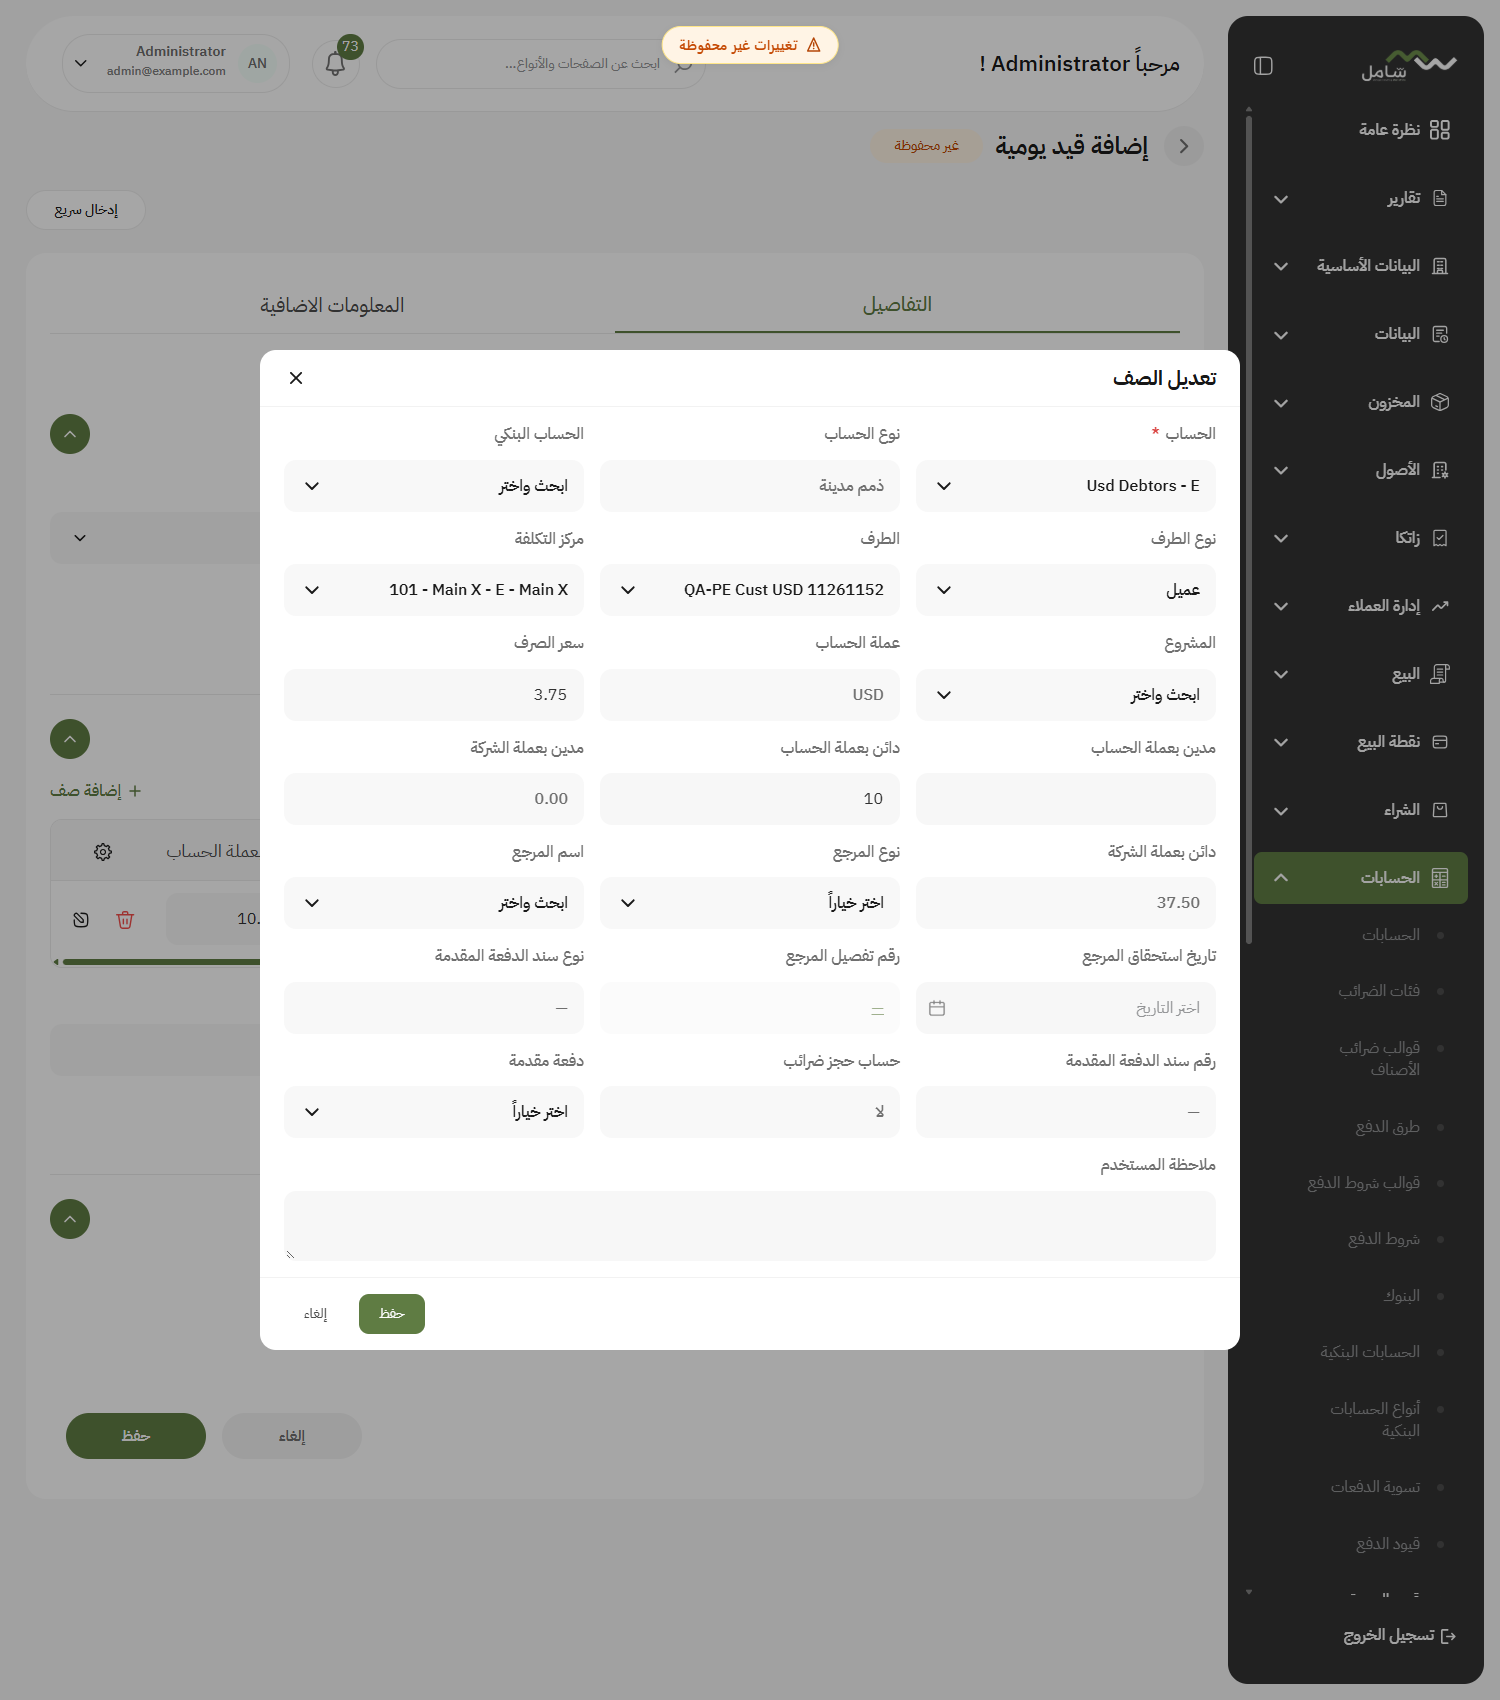 تغييرات غير محفوظة
شامل
مرحباً Administrator !
ابحث عن الصفحات والأنواع...
73
AN
Administrator
admin@example.com
إضافة قيد يومية
غير محفوظة
إدخال سريع
التفاصيل
المعلومات الاضافية
نظرة عامة
تقارير
البيانات الأساسية
البيانات
المخزون
الأصول
زاتكا
إدارة العملاء
البيع
نقطة البيع
الشراء
الحسابات
الحسابات
فئات الضرائب
قوالب ضرائب
الأصناف
طرق الدفع
قوالب شروط الدفع
شروط الدفع
البنوك
الحسابات البنكية
أنواع الحسابات
البنكية
تسوية الدفعات
قيود الدفع
تسجيل الخروج
تعديل الصف
الحساب *
نوع الحساب
الحساب البنكي
Usd Debtors - E
ذمم مدينة
ابحث واختر
نوع الطرف
الطرف
مركز التكلفة
عميل
QA-PE Cust USD 11261152
101 - Main X - E - Main X
المشروع
عملة الحساب
سعر الصرف
ابحث واختر
USD
3.75
مدين بعملة الحساب
دائن بعملة الحساب
مدين بعملة الشركة
10
0.00
دائن بعملة الشركة
نوع المرجع
اسم المرجع
37.50
اختر خياراً
ابحث واختر
تاريخ استحقاق المرجع
رقم تفصيل المرجع
نوع سند الدفعة المقدمة
اختر التاريخ
—
—
رقم سند الدفعة المقدمة
حساب حجز ضرائب
دفعة مقدمة
—
لا
اختر خياراً
ملاحظة المستخدم
حفظ
إلغاء
+ إضافة صف
بعملة الحساب
10.
إلغاء
حفظ